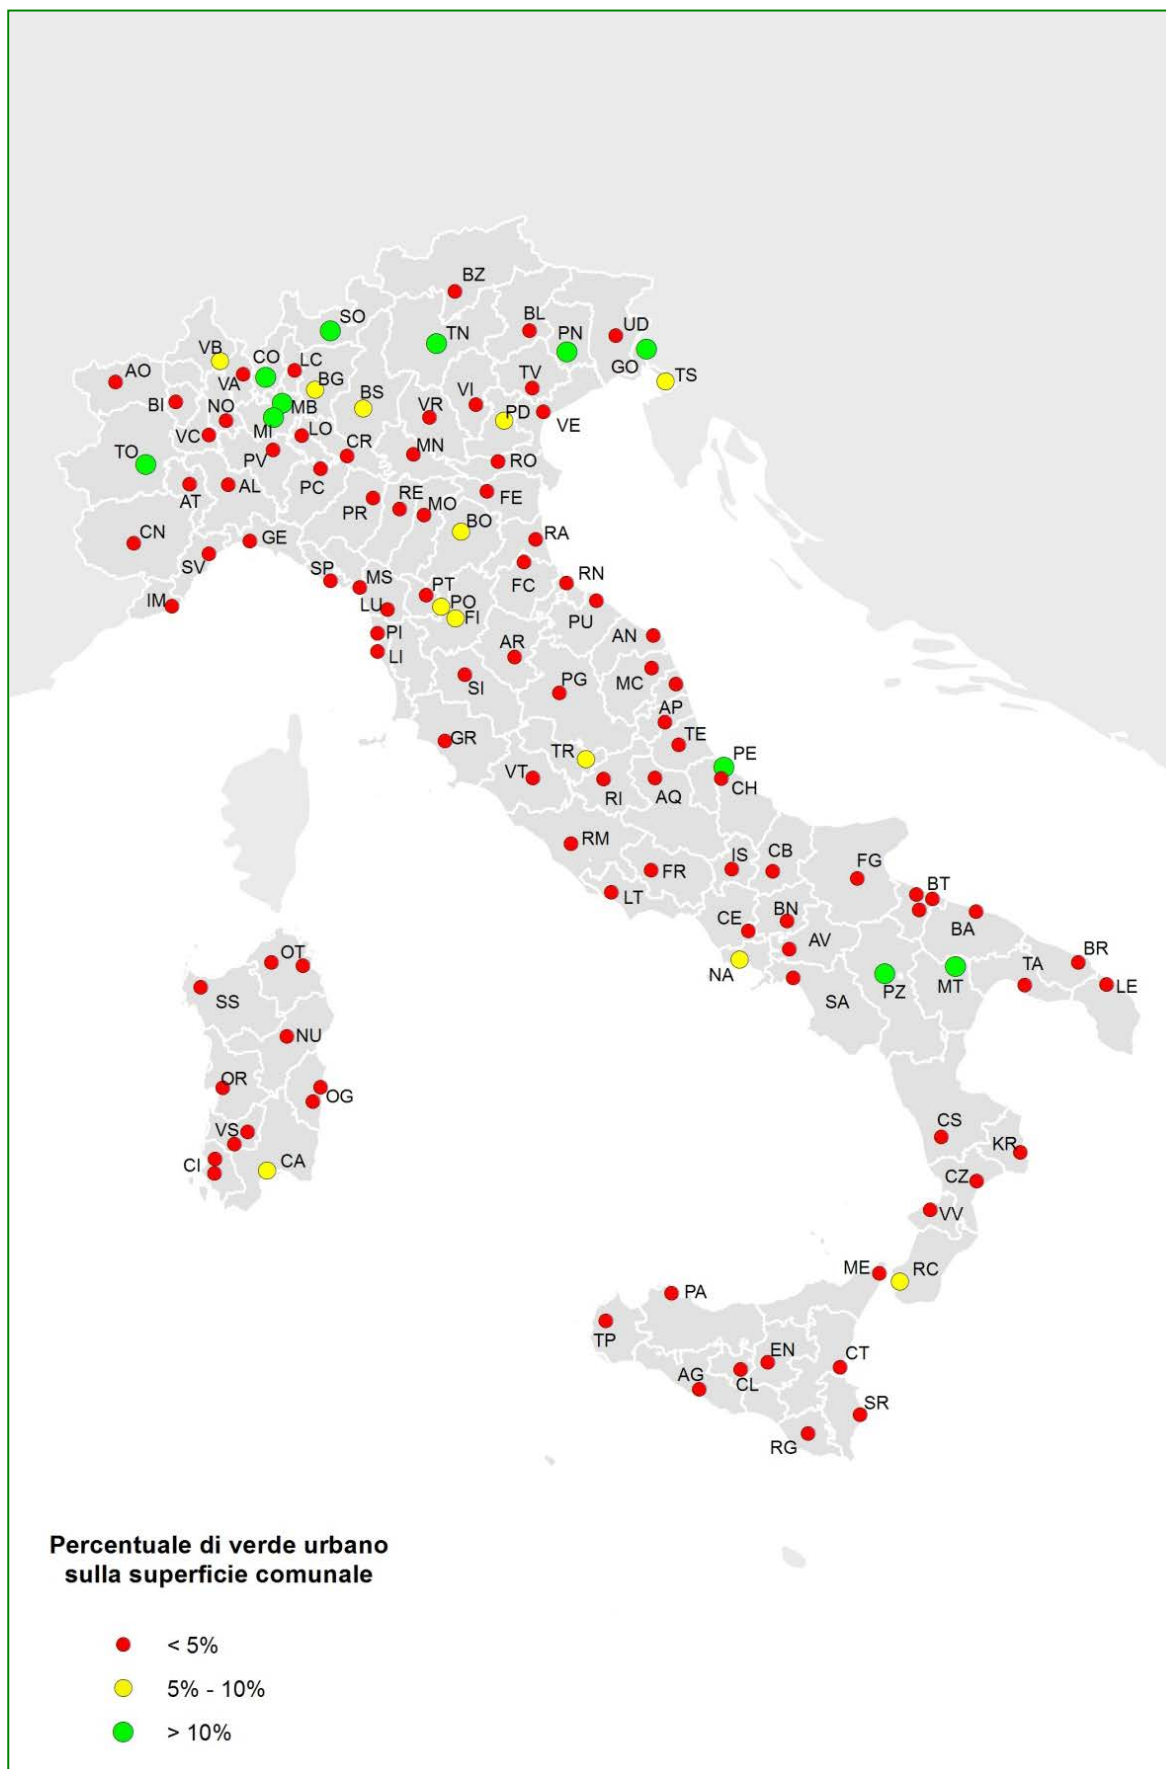 BZ
SO
BL
UD
TN
PN
VB
CO
LC
GO
AO
VA
BG
TS
TV
BS
VI
BI
NO
MB
VR
PD
VE
VC
MI
LO
CR
MN
TO
PV
RO
PC
AT
AL
RE
FE
PR
MO
BO
CN
GE
RA
SV
SP
MS
FC
RN
PT
IM
LU
PO
FI
PU
PI
AR
AN
LI
SI
PG
MC
AP
GR
TE
TR
PE
VT
RI
AQ
CH
RM
IS
CB
FG
FR
LT
BT
CE
BN
BA
AV
OT
BR
NA
TA
SS
SA
PZ
MT
LE
NU
OR
OG
VS
CS
KR
CI
CA
CZ
VV
ME
RC
PA
TP
EN
CT
AG
CL
SR
RG
Percentuale di verde urbano
sulla superficie comunale
< 5%
5% - 10%
> 10%